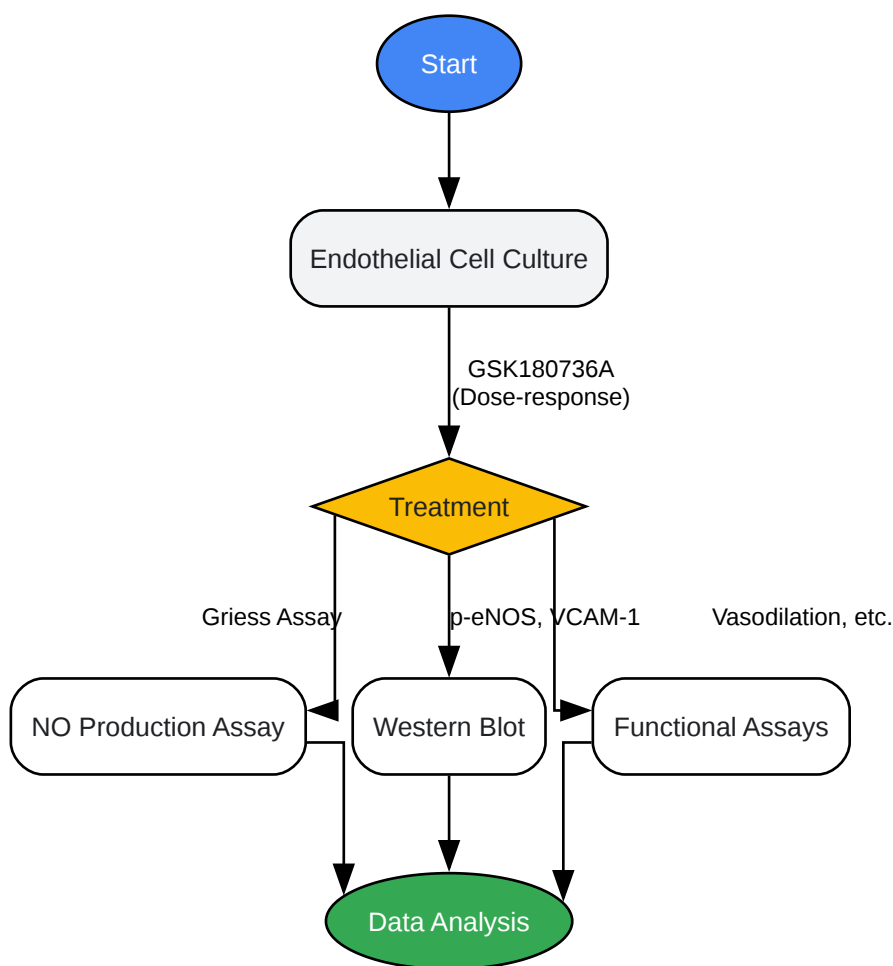 Start
Endothelial Cell Culture
GSK180736A
(Dose-response)
Treatment
Griess Assay
p-eNOS, VCAM-1
Vasodilation, etc.
NO Production Assay
Western Blot
Functional Assays
Data Analysis